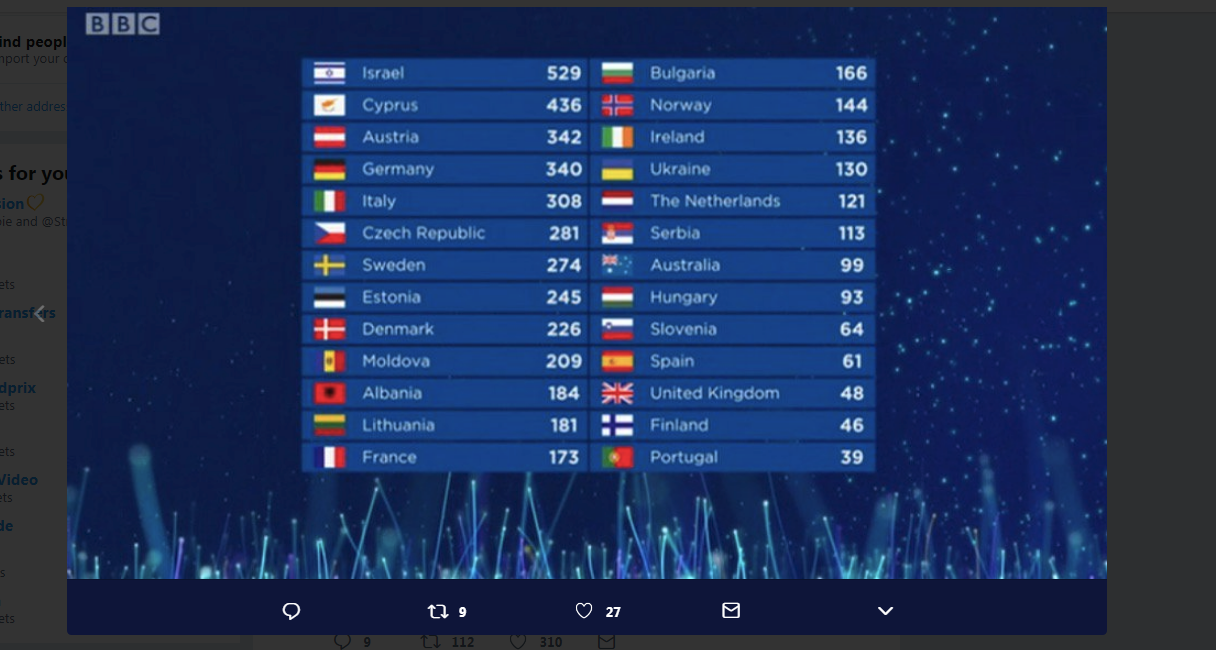 BBC
ind peopl
mport your c
ther addres
s for you
sion
ie and @St
ets
ransfers
ets
dprix
ets
ets
Video
ets
de
s
ets
Israel 529
Cyprus 436
Austria 342
Germany 340
Italy 308
Czech Republic 281
Sweden 274
Estonia 245
Denmark 226
Moldova 209
Albania 184
Lithuania 181
France 173
Bulgaria 166
Norway 144
Ireland 136
Ukraine 130
The Netherlands 121
Serbia 113
Australia 99
Hungary 93
Slovenia 64
Spain 61
United Kingdom 48
Finland 46
Portugal 39
9 27
9 112 310